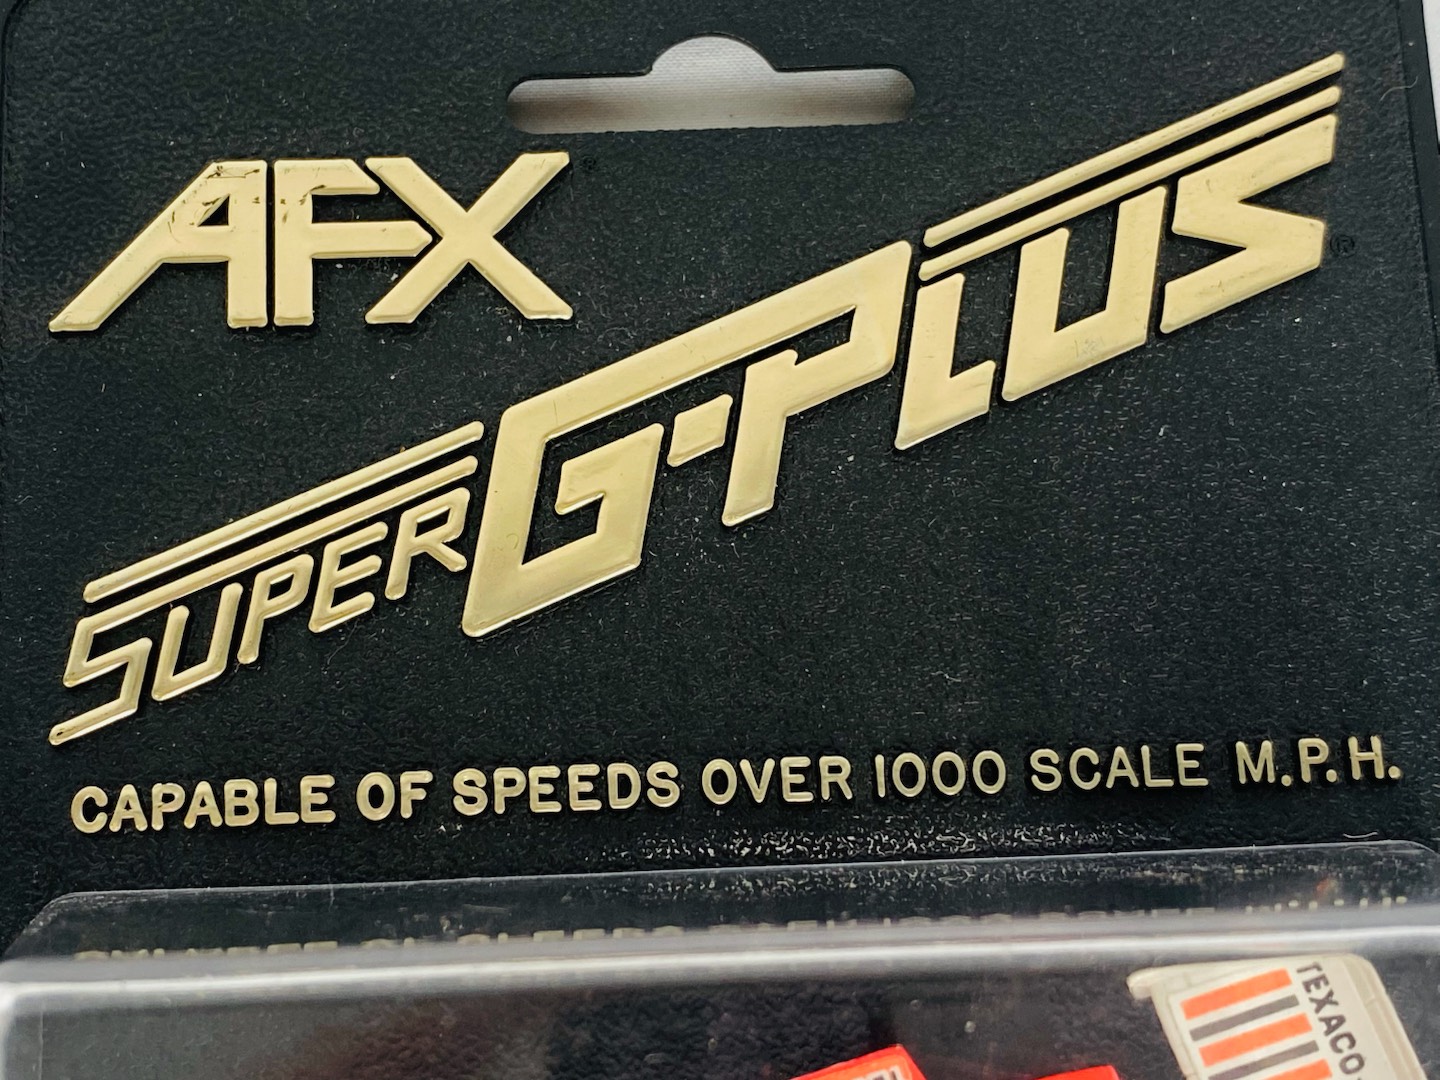 AFX®
SUPER G-PLUS®
CAPABLE OF SPEEDS OVER 1000 SCALE M.P.H.
TEXACO